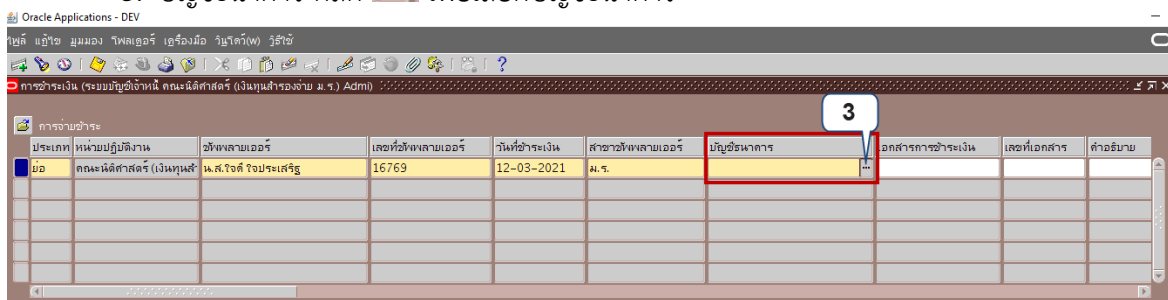 Oracle Applications - DEV
แฟ้ม แก้ไข มุมมอง โฟลเดอร์ เครื่องมือ วินโดว์(w) วิธีใช้
การชำระเงิน (ระบบบัญชีเจ้าหนี้ คณะนิติศาสตร์ (เงินทุนสำรองจ่าย ม.ร.) Admi)
3
การจ่ายชำระ
ประเภท หน่วยปฏิบัติงาน ซัพพลายเออร์ เลขที่ซัพพลายเออร์ วันที่ชำระเงิน สาขาซัพพลายเออร์ บัญชีธนาคาร เอกสารการชำระเงิน เลขที่เอกสาร คำอธิบาย
ย่อ คณะนิติศาสตร์ (เงินทุนสำ น.ส.ใจดี ใจประเสริฐ 16769 12-03-2021 ม.ร. ...